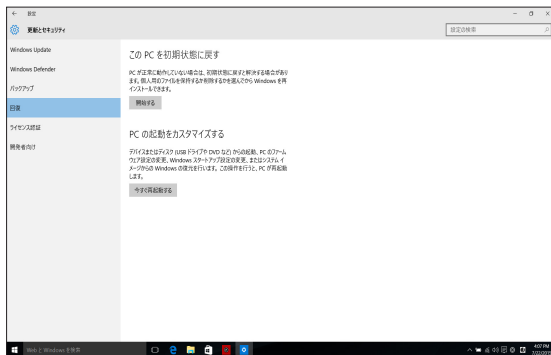 設定
更新とセキュリティ
設定の検索
Windows Update
Windows Defender
バックアップ
回復
ライセンス認証
開発者向け
この PC を初期状態に戻す
PC が正常に動作していない場合は、初期状態に戻すと解決する場合があり
ます。個人用のファイルを保持するか削除するかを選んでから Windows を再
インストールできます。
開始する
PC の起動をカスタマイズする
デバイスまたはディスク (USB ドライブや DVD など) からの起動、PC のファーム
ウェア設定の変更、Windows スタートアップ設定の変更、またはシステム イ
メージからの Windows の復元を行います。この操作を行うと、PC が再起動
します。
今すぐ再起動する
Web と Windows を検索
4:07 PM